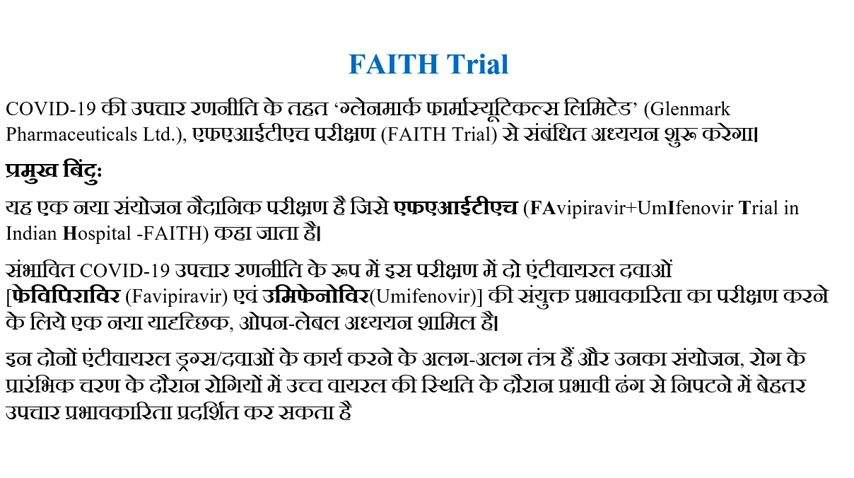 FAITH Trial
COVID-19 की उपचार रणनीति के तहत ‘ग्लेनमार्क फार्मास्यूटिकल्स लिमिटेड’ (Glenmark
Pharmaceuticals Ltd.), एफएआईटीएच परीक्षण (FAITH Trial) से संबंधित अध्ययन शुरू करेगा।
प्रमुख बिंदु:
यह एक नया संयोजन नैदानिक परीक्षण है जिसे एफएआईटीएच (FAvipiravir+UmIfenovir Trial in
Indian Hospital -FAITH) कहा जाता है।
संभावित COVID-19 उपचार रणनीति के रूप में इस परीक्षण में दो एंटीवायरल दवाओं
[फेविपिराविर (Favipiravir) एवं उमिफेनोविर(Umifenovir)] की संयुक्त प्रभावकारिता का परीक्षण करने
के लिये एक नया यादृच्छिक, ओपन-लेबल अध्ययन शामिल है।
इन दोनों एंटीवायरल ड्रग्स/दवाओं के कार्य करने के अलग-अलग तंत्र हैं और उनका संयोजन, रोग के
प्रारंभिक चरण के दौरान रोगियों में उच्च वायरल की स्थिति के दौरान प्रभावी ढंग से निपटने में बेहतर
उपचार प्रभावकारिता प्रदर्शित कर सकता है